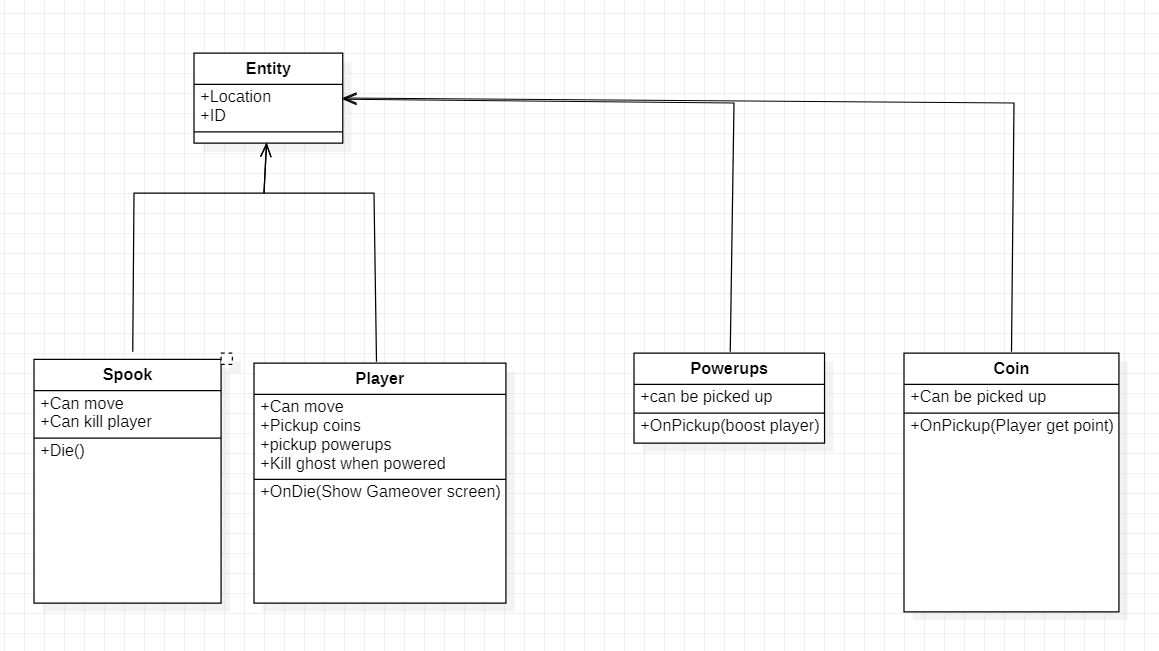 Entity
+Location
+ID
Spook
+Can move
+Can kill player
+Die()
Player
+Can move
+Pickup coins
+pickup powerups
+Kill ghost when powered
+OnDie(Show Gameover screen)
Powerups
+can be picked up
+OnPickup(boost player)
Coin
+Can be picked up
+OnPickup(Player get point)